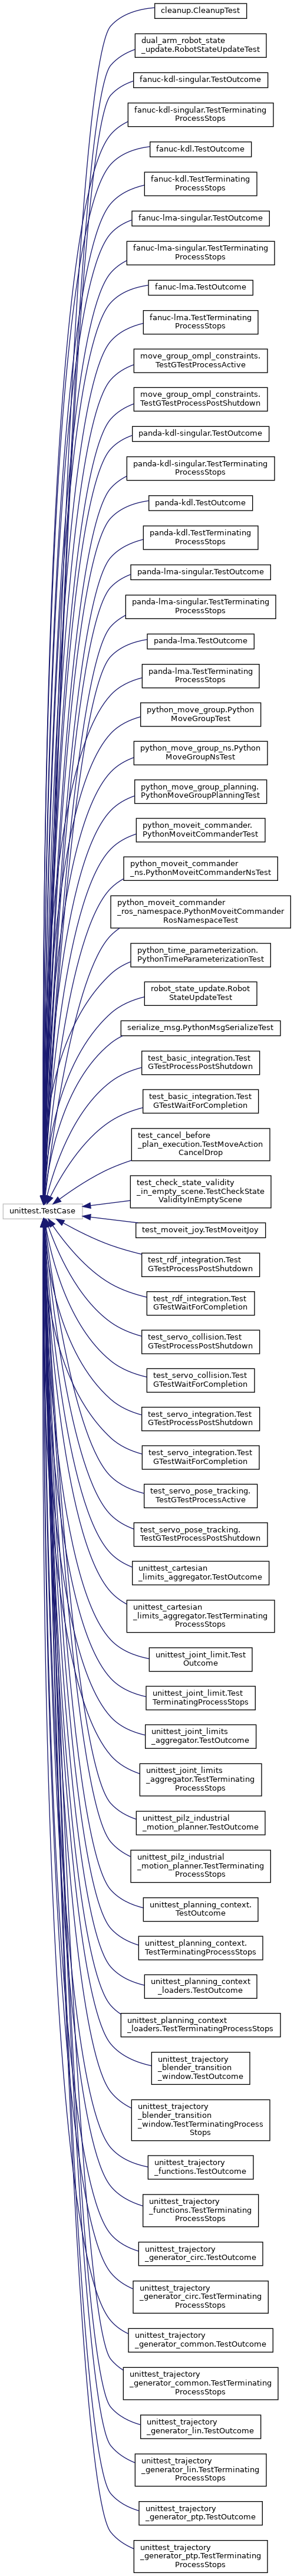 cleanup.CleanupTest
dual_arm_robot_state
_update.RobotStateUpdateTest
fanuc-kdl-singular.TestOutcome
fanuc-kdl-singular.TestTerminating
ProcessStops
fanuc-kdl.TestOutcome
fanuc-kdl.TestTerminating
ProcessStops
fanuc-lma-singular.TestOutcome
fanuc-lma-singular.TestTerminating
ProcessStops
fanuc-lma.TestOutcome
fanuc-lma.TestTerminating
ProcessStops
move_group_ompl_constraints.
TestGTestProcessActive
move_group_ompl_constraints.
TestGTestProcessPostShutdown
panda-kdl-singular.TestOutcome
panda-kdl-singular.TestTerminating
ProcessStops
panda-kdl.TestOutcome
panda-kdl.TestTerminating
ProcessStops
panda-lma-singular.TestOutcome
panda-lma-singular.TestTerminating
ProcessStops
panda-lma.TestOutcome
panda-lma.TestTerminating
ProcessStops
python_move_group.Python
MoveGroupTest
python_move_group_ns.Python
MoveGroupNsTest
python_move_group_planning.
PythonMoveGroupPlanningTest
python_moveit_commander.
PythonMoveitCommanderTest
python_moveit_commander
_ns.PythonMoveitCommanderNsTest
python_moveit_commander
_ros_namespace.PythonMoveitCommander
RosNamespaceTest
python_time_parameterization.
PythonTimeParameterizationTest
robot_state_update.Robot
StateUpdateTest
serialize_msg.PythonMsgSerializeTest
test_basic_integration.Test
GTestProcessPostShutdown
test_basic_integration.Test
GTestWaitForCompletion
test_cancel_before
_plan_execution.TestMoveAction
CancelDrop
test_check_state_validity
_in_empty_scene.TestCheckState
ValidityInEmptyScene
unittest.TestCase
test_moveit_joy.TestMoveitJoy
test_rdf_integration.Test
GTestProcessPostShutdown
test_rdf_integration.Test
GTestWaitForCompletion
test_servo_collision.Test
GTestProcessPostShutdown
test_servo_collision.Test
GTestWaitForCompletion
test_servo_integration.Test
GTestProcessPostShutdown
test_servo_integration.Test
GTestWaitForCompletion
test_servo_pose_tracking.
TestGTestProcessActive
test_servo_pose_tracking.
TestGTestProcessPostShutdown
unittest_cartesian
_limits_aggregator.TestOutcome
unittest_cartesian
_limits_aggregator.TestTerminating
ProcessStops
unittest_joint_limit.Test
Outcome
unittest_joint_limit.Test
TerminatingProcessStops
unittest_joint_limits
_aggregator.TestOutcome
unittest_joint_limits
_aggregator.TestTerminating
ProcessStops
unittest_pilz_industrial
_motion_planner.TestOutcome
unittest_pilz_industrial
_motion_planner.TestTerminating
ProcessStops
unittest_planning_context.
TestOutcome
unittest_planning_context.
TestTerminatingProcessStops
unittest_planning_context
_loaders.TestOutcome
unittest_planning_context
_loaders.TestTerminatingProcessStops
unittest_trajectory
_blender_transition
_window.TestOutcome
unittest_trajectory
_blender_transition
_window.TestTerminatingProcess
Stops
unittest_trajectory
_functions.TestOutcome
unittest_trajectory
_functions.TestTerminating
ProcessStops
unittest_trajectory
_generator_circ.TestOutcome
unittest_trajectory
_generator_circ.TestTerminating
ProcessStops
unittest_trajectory
_generator_common.TestOutcome
unittest_trajectory
_generator_common.TestTerminating
ProcessStops
unittest_trajectory
_generator_lin.TestOutcome
unittest_trajectory
_generator_lin.TestTerminating
ProcessStops
unittest_trajectory
_generator_ptp.TestOutcome
unittest_trajectory
_generator_ptp.TestTerminating
ProcessStops